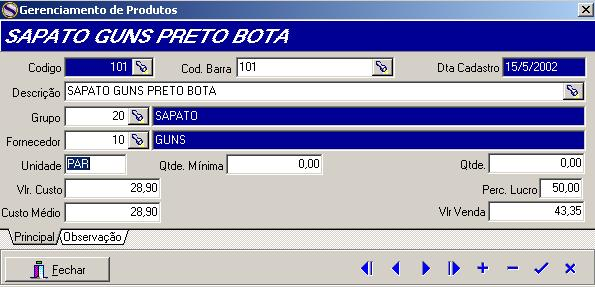 Gerenciamento de Produtos
SAPATO GUNS PRETO BOTA
Codigo 101 Cod. Barra 101 Dta Cadastro 15/5/2002
Descrição SAPATO GUNS PRETO BOTA
Grupo 20 SAPATO
Fornecedor 10 GUNS
Unidade PAR Qtde. Mínima 0,00 Qtde. 0,00
Vlr. Custo 28,90 Perc. Lucro 50,00
Custo Médio 28,90 Vlr Venda 43,35
Principal Observação
Fechar